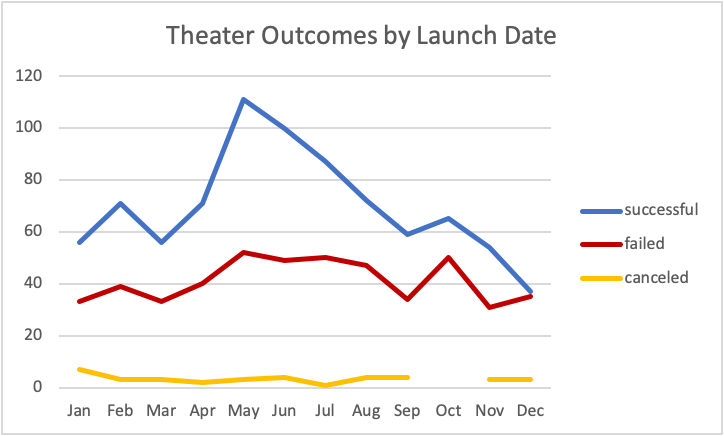 Theater Outcomes by Launch Date
120
100
80
60
40
20
0
Jan Feb Mar Apr May Jun Jul Aug Sep Oct Nov Dec
successful
failed
canceled